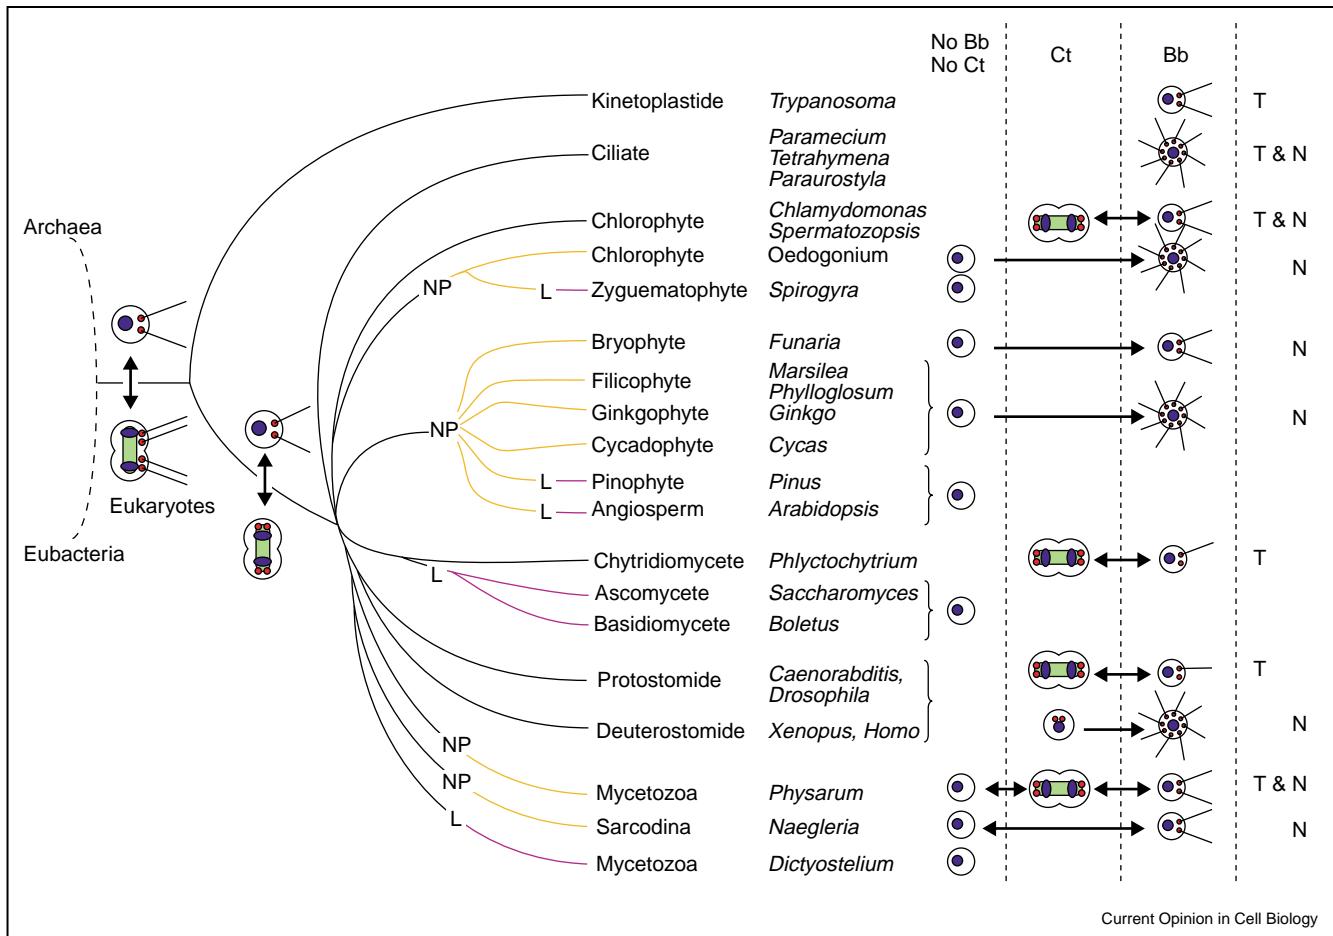 No Bb
No Ct
Ct
Bb
Kinetoplastide Trypanosoma T
Ciliate Paramecium
Tetrahymena
Paraurostyla
T & N
Archaea
Chlorophyte Chlamydomonas
Spermatozopsis
T & N
Chlorophyte Oedogonium N
NP
L Zyguematophyte Spirogyra
Bryophyte Funaria N
Filicophyte Marsilea
Phylloglosum
NP
Ginkgophyte Ginkgo N
Cycadophyte Cycas
L Pinophyte Pinus
L Angiosperm Arabidopsis
Eukaryotes
Eubacteria
Chytridiomycete Phlyctochytrium T
L
Ascomycete Saccharomyces
Basidiomycete Boletus
Protostomide Caenorabditis,
Drosophila
T
Deuterostomide Xenopus, Homo N
NP
NP
Mycetozoa Physarum T & N
L
Sarcodina Naegleria N
Mycetozoa Dictyostelium
Current Opinion in Cell Biology